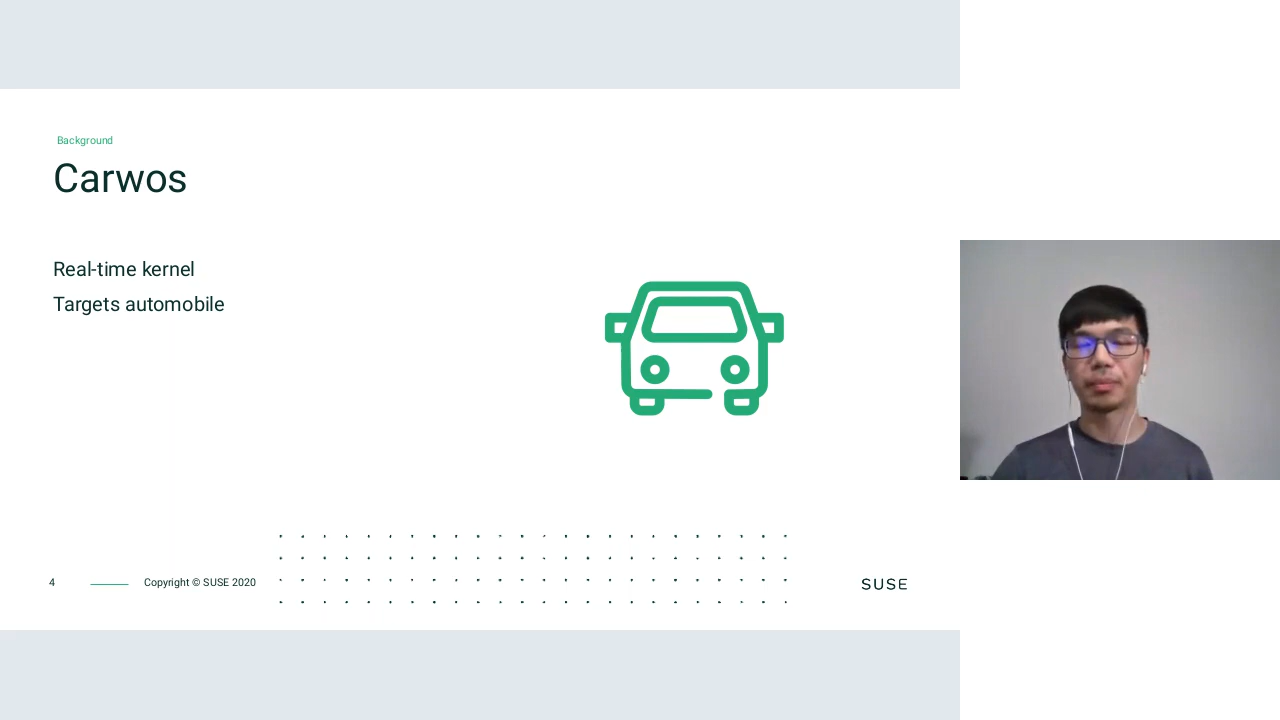 Background
Carwos
Real-time kernel
Targets automobile
4
Copyright © SUSE 2020
SUSE